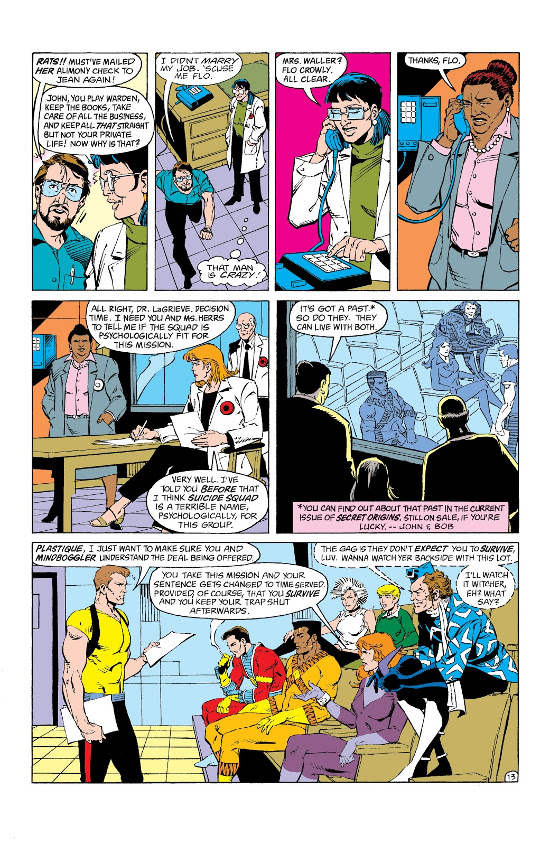 RATS!! MUST'VE MAILED
HER ALIMONY CHECK TO
JEAN AGAIN!
JOHN, YOU PLAY WARDEN,
KEEP THE BOOKS, TAKE
CARE OF ALL THE BUSINESS,
AND KEEP ALL THAT STRAIGHT
BUT NOT YOUR PRIVATE
LIFE! NOW WHY IS THAT?
I DIDN'T MARRY
MY JOB. 'SCUSE
ME FLO.
THAT MAN
IS CRAZY!
MRS. WALLER?
FLO CROWLY.
ALL CLEAR.
THANKS, FLO.
ALL RIGHT, DR. LaGRIEVE. DECISION
TIME. I NEED YOU AND MS. HERRS
TO TELL ME IF THE SQUAD IS
PSYCHOLOGICALLY FIT FOR
THIS MISSION.
VERY WELL. I'VE
TOLD YOU BEFORE THAT
I THINK SUICIDE SQUAD
IS A TERRIBLE NAME,
PSYCHOLOGICALLY, FOR
THIS GROUP.
IT'S GOT A PAST.*
SO DO THEY. THEY
CAN LIVE WITH BOTH.
*YOU CAN FIND OUT ABOUT THAT PAST IN THE CURRENT
ISSUE OF SECRET ORIGINS, STILL ON SALE, IF YOU'RE
LUCKY. -- JOHN & BOB
PLASTIQUE, I JUST WANT TO MAKE SURE YOU AND
MINDBOGGLER UNDERSTAND THE DEAL BEING OFFERED.
YOU TAKE THIS MISSION AND YOUR
SENTENCE GETS CHANGED TO TIME SERVED
PROVIDED, OF COURSE, THAT YOU SURVIVE
AND YOU KEEP YOUR TRAP SHUT
AFTERWARDS.
THE GAG IS THEY DON'T EXPECT YOU TO SURVIVE,
LUV. WANNA WATCH YER BACKSIDE WITH THIS LOT.
I'LL WATCH
IT WITCHER,
EH? WHAT
SAY?
13